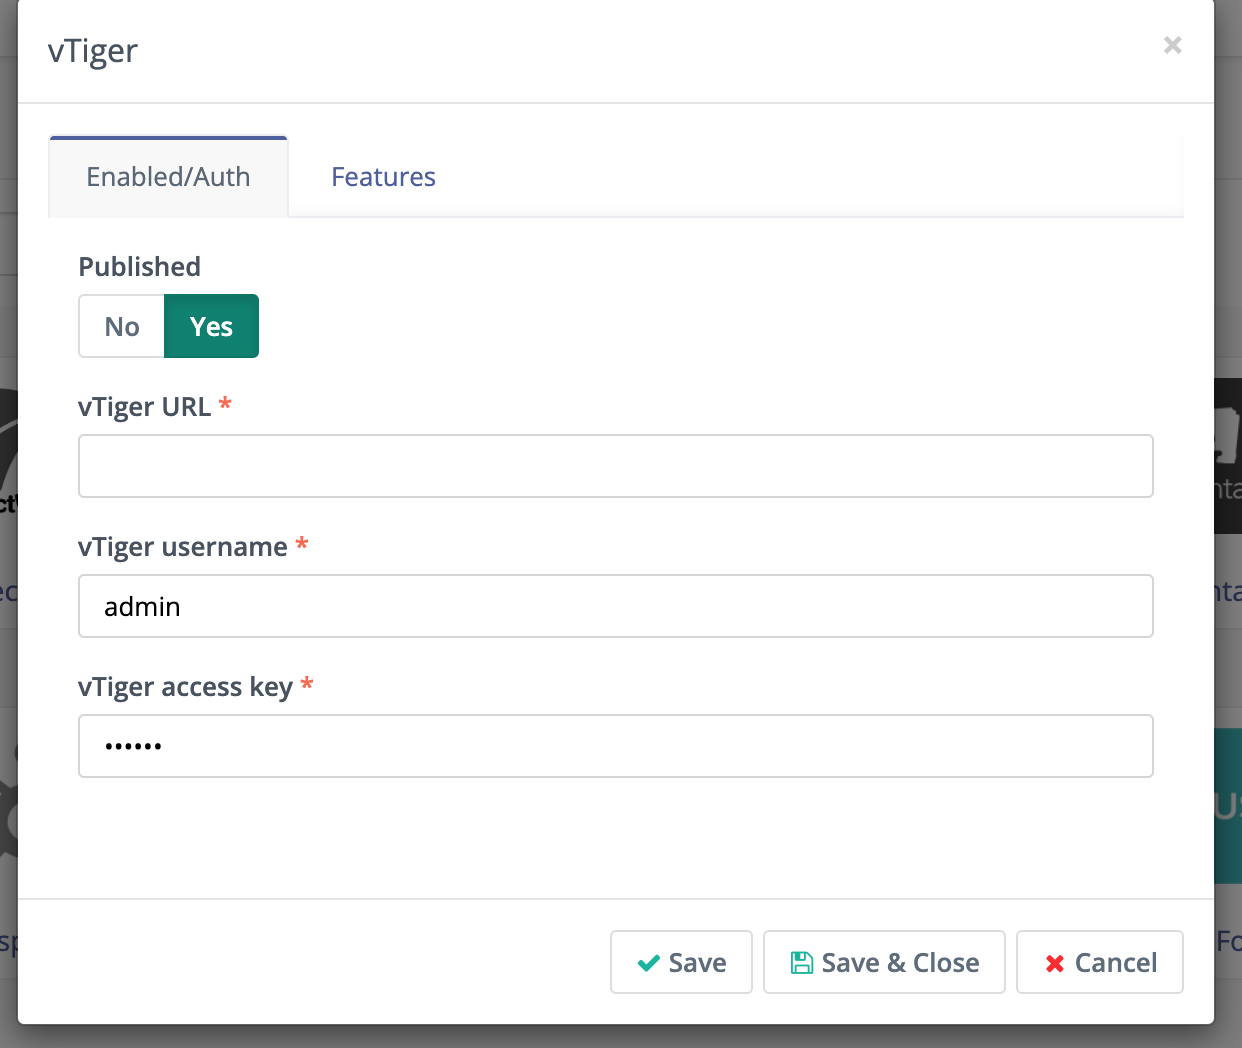 vTiger
×
Enabled/Auth Features
Published
No Yes
vTiger URL *
vTiger username *
admin
vTiger access key *
••••••
Save Save & Close Cancel